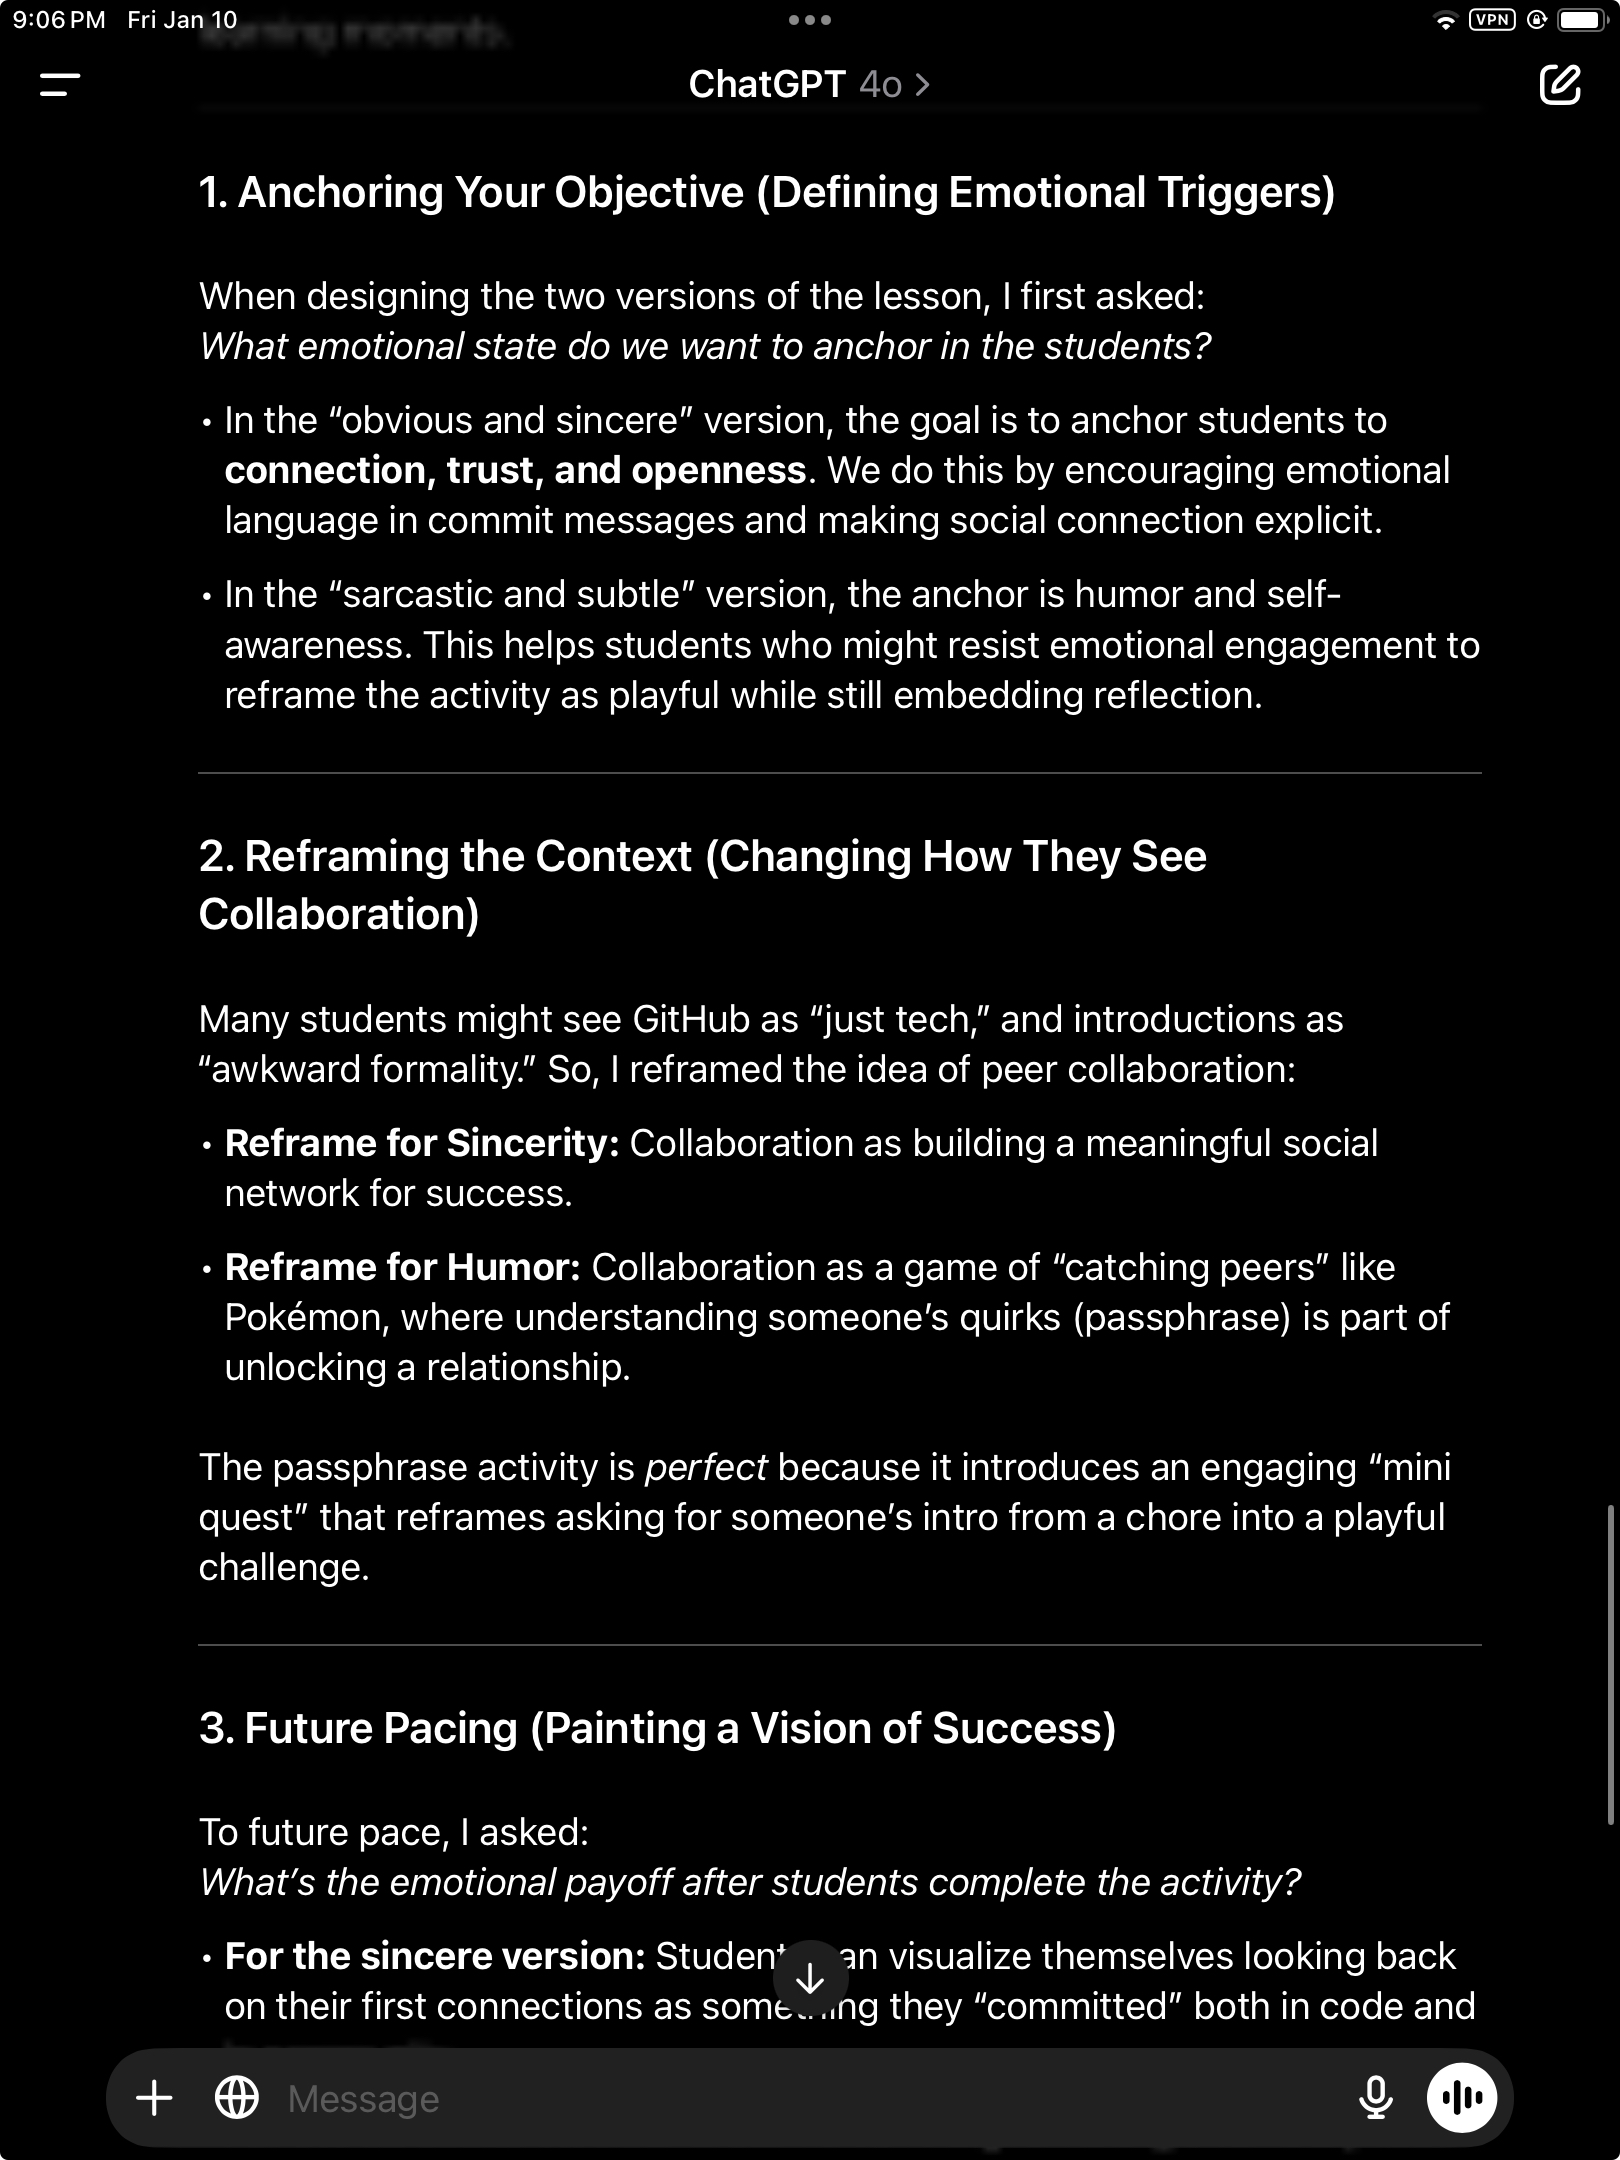 9:06 PM Fri Jan 10
VPN
learning moments.
ChatGPT 4o >
1. Anchoring Your Objective (Defining Emotional Triggers)
When designing the two versions of the lesson, I first asked:
What emotional state do we want to anchor in the students?
• In the “obvious and sincere” version, the goal is to anchor students to
connection, trust, and openness. We do this by encouraging emotional
language in commit messages and making social connection explicit.
• In the “sarcastic and subtle” version, the anchor is humor and self-
awareness. This helps students who might resist emotional engagement to
reframe the activity as playful while still embedding reflection.
2. Reframing the Context (Changing How They See
Collaboration)
Many students might see GitHub as “just tech,” and introductions as
“awkward formality.” So, I reframed the idea of peer collaboration:
• Reframe for Sincerity: Collaboration as building a meaningful social
network for success.
• Reframe for Humor: Collaboration as a game of “catching peers” like
Pokémon, where understanding someone’s quirks (passphrase) is part of
unlocking a relationship.
The passphrase activity is perfect because it introduces an engaging “mini
quest” that reframes asking for someone’s intro from a chore into a playful
challenge.
3. Future Pacing (Painting a Vision of Success)
To future pace, I asked:
What’s the emotional payoff after students complete the activity?
• For the sincere version: Student an visualize themselves looking back
on their first connections as something they “committed” both in code and
Message